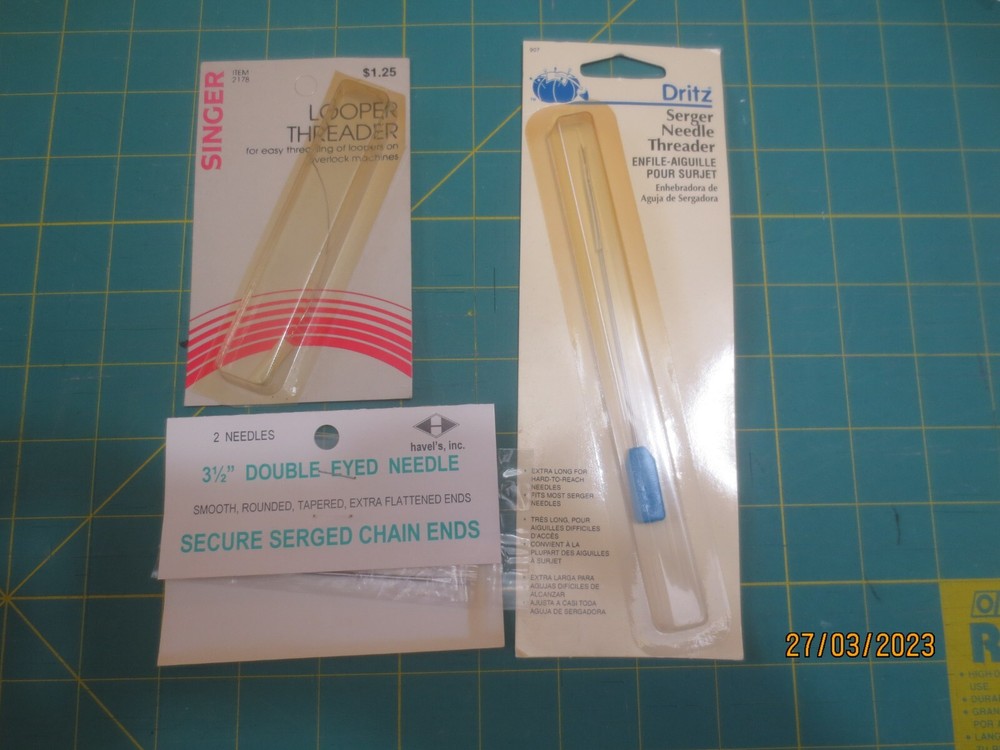 SINGER
ITEM
2178
$1.25
LOOPER
THREADER
for easy threading of loopers on
overlock machines
2 NEEDLES
havel's, inc.
3½" DOUBLE EYED NEEDLE
SMOOTH, ROUNDED, TAPERED, EXTRA FLATTENED ENDS
SECURE SERGED CHAIN ENDS
Dritz
Serger
Needle
Threader
ENFILE-AIGUILLE
POUR SURJET
Enhebradora de
Aguja de Sergadora
• EXTRA LONG FOR
HARD-TO-REACH
NEEDLES
• FITS MOST SERGER
NEEDLES
• TRÈS LONG, POUR
AIGUILLES DIFFICILES
D'ACCÈS
• CONVIENT À LA
PLUPART DES AIGUILLES
À SURJET
• EXTRA LARGA PARA
AGUJAS DIFICILES DE
ALCANZAR
• AJUSTA A CASI TODA
AGUJA DE SERGADORA
27/03/2023